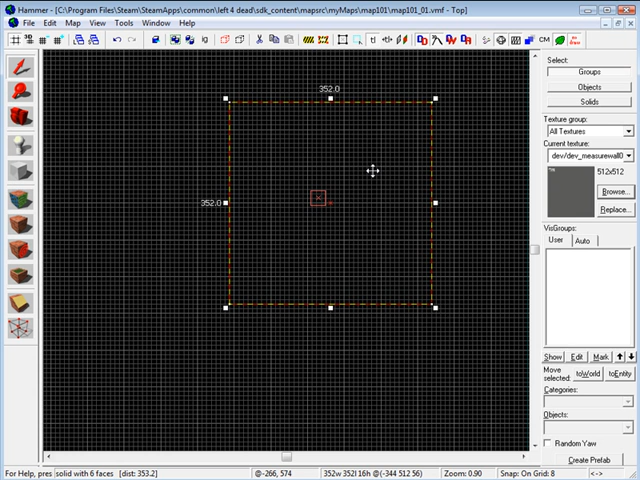 Hammer - [C:\Program Files\Steam\SteamApps\common\left 4 dead\sdk_content\mapsrc\myMaps\map101\map101_01.vmf - Top]
File Edit Map View Tools Window Help
Select:
Groups
Objects
Solids
Texture group:
All Textures
Current texture:
dev/dev_measurewall0
512x512
Browse...
Replace...
VisGroups:
User Auto
Show Edit Mark
Move selected: toWorld toEntity
Categories:
Objects:
Random Yaw
Create Prefab
352.0
352.0
For Help, pres solid with 6 faces [dist: 353.2] @-266, 574 352w 352l 16h @(-344 512 56) Zoom: 0.90 Snap: On Grid: 8 <->